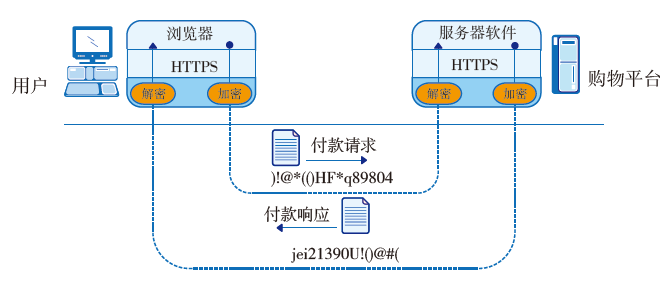 浏览器
服务器软件
用户
HTTPS
HTTPS
购物平台
解密
加密
解密
加密
付款请求
)!@*(()HF*q89804
付款响应
jei21390U!()@#(